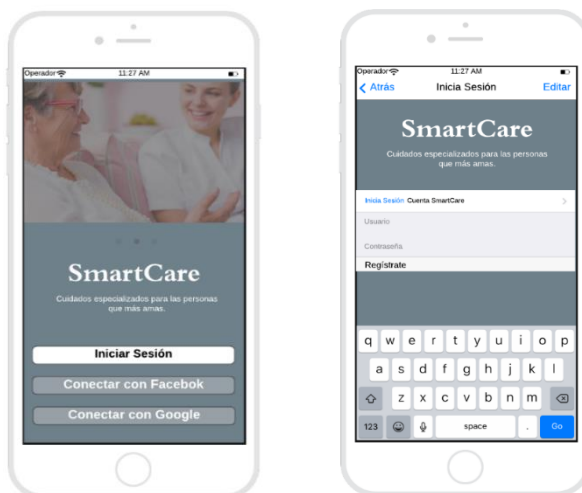 Operador 11:27 AM
SmartCare
Cuidados especializados para las personas
que más amas.
Iniciar Sesión
Conectar con Facebok
Conectar con Google
Operador 11:27 AM
Atrás Inicia Sesión Editar
SmartCare
Cuidados especializados para las personas
que más amas.
Inicia Sesión Cuenta SmartCare
Usuario
Contraseña
Regístrate
q w e r t y u i o p
a s d f g h j k l
z x c v b n m
123 space . Go